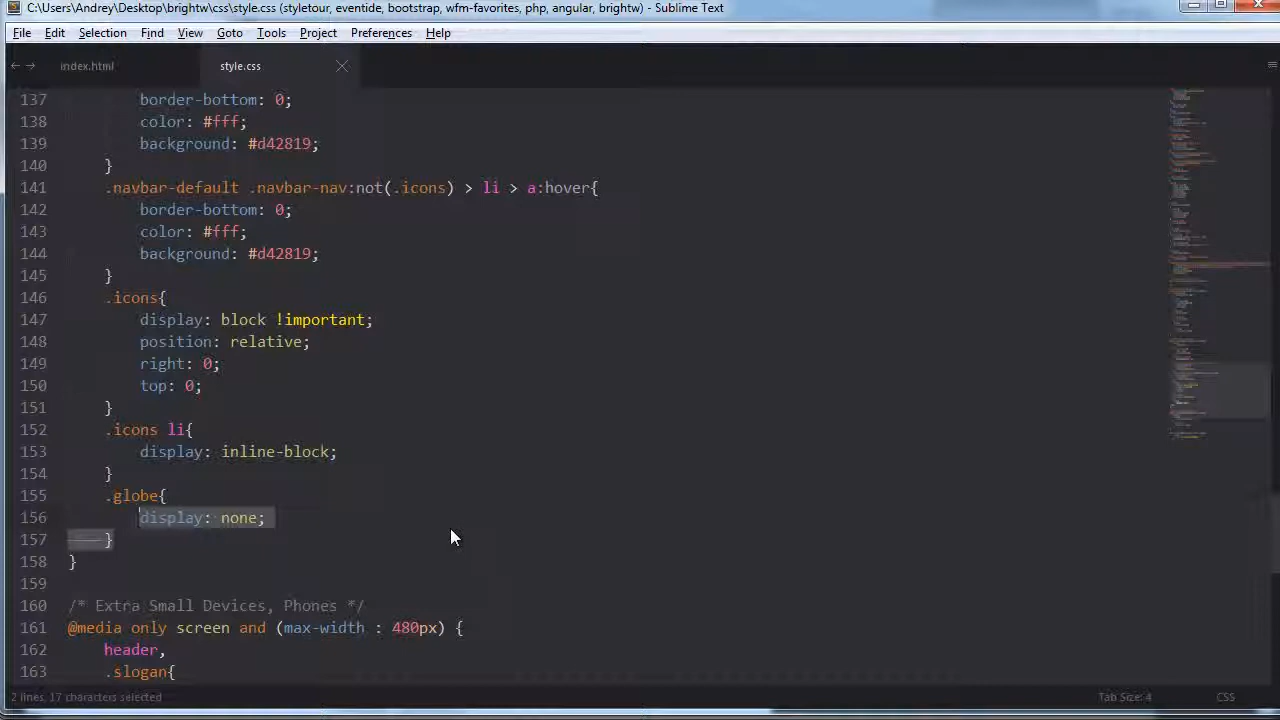 C:\Users\Andrey\Desktop\brightw\css\style.css (styletour, eventide, bootstrap, wfm-favorites, php, angular, brightw) - Sublime Text
File Edit Selection Find View Goto Tools Project Preferences Help
index.html style.css
137 border-bottom: 0;
138 color: #fff;
139 background: #d42819;
140 }
141 .navbar-default .navbar-nav:not(.icons) > li > a:hover{
142 border-bottom: 0;
143 color: #fff;
144 background: #d42819;
145 }
146 .icons{
147 display: block !important;
148 position: relative;
149 right: 0;
150 top: 0;
151 }
152 .icons li{
153 display: inline-block;
154 }
155 .globe{
156 display: none;
157 }
158 }
159
160 /* Extra Small Devices, Phones */
161 @media only screen and (max-width : 480px) {
162 header,
163 .slogan{
2 lines, 17 characters selected Tab Size: 4 CSS